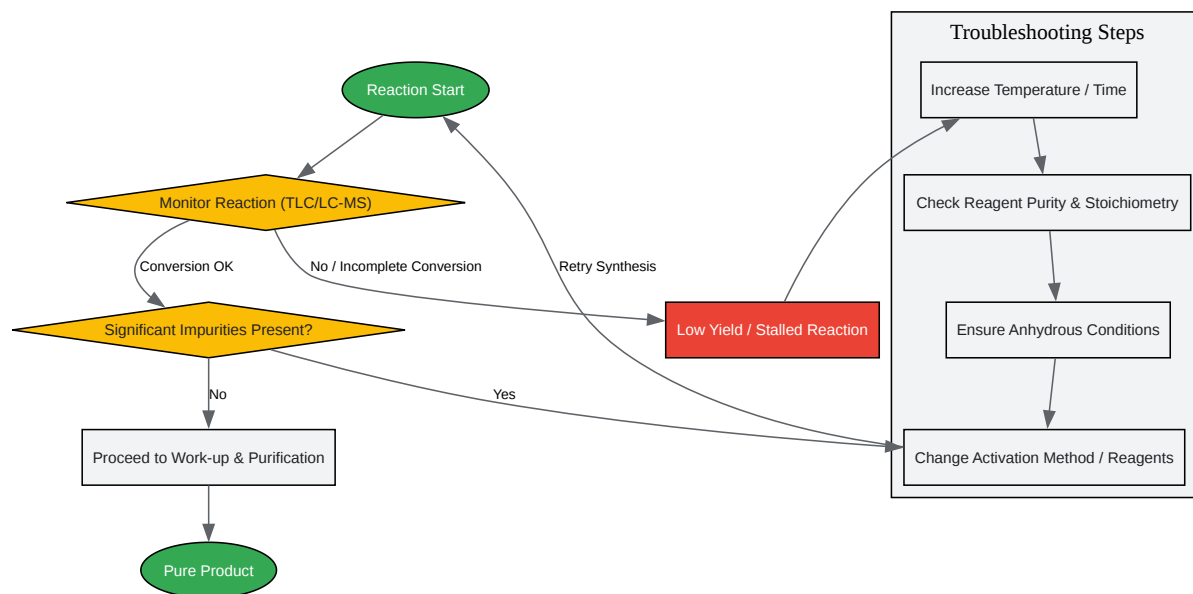 Troubleshooting Steps
Reaction Start
Increase Temperature / Time
Monitor Reaction (TLC/LC-MS)
Check Reagent Purity & Stoichiometry
Conversion OK
No / Incomplete Conversion
Retry Synthesis
Significant Impurities Present?
Low Yield / Stalled Reaction
Ensure Anhydrous Conditions
No
Yes
Proceed to Work-up & Purification
Change Activation Method / Reagents
Pure Product